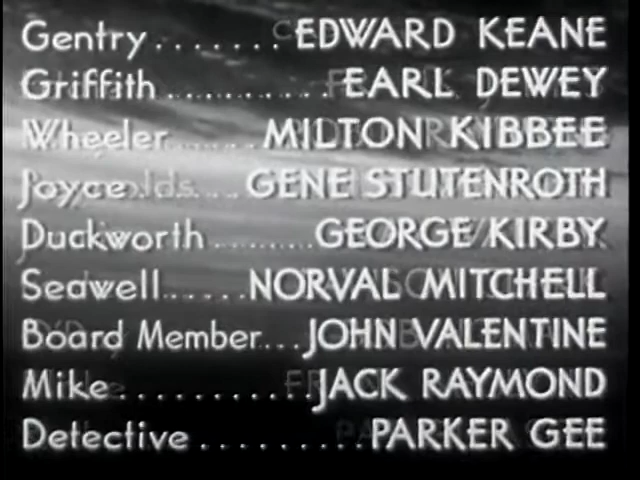 Gentry.......EDWARD KEANE
Griffith..........EARL DEWEY
Wheeler......MILTON KIBBEE
Joyce.......GENE STUTENROTH
Duckworth.........GEORGE KIRBY
Seawell.....NORVAL MITCHELL
Board Member...JOHN VALENTINE
Mike............JACK RAYMOND
Detective.........PARKER GEE